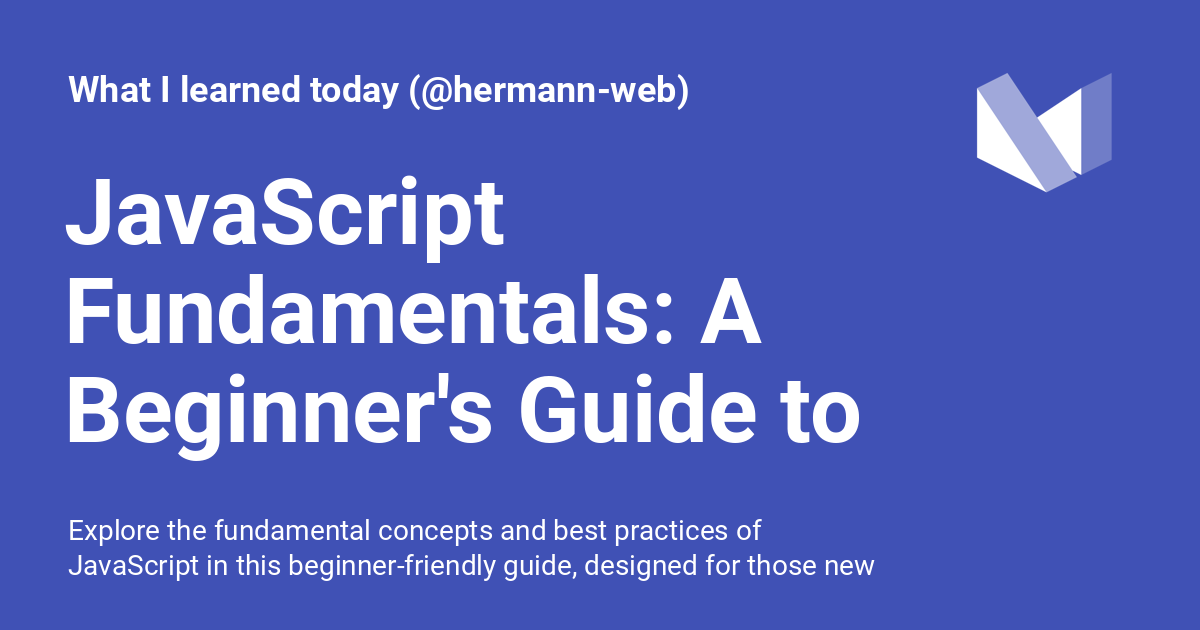 What I learned today (@hermann-web)
JavaScript
Fundamentals: A
Beginner's Guide to
Explore the fundamental concepts and best practices of
JavaScript in this beginner-friendly guide, designed for those new